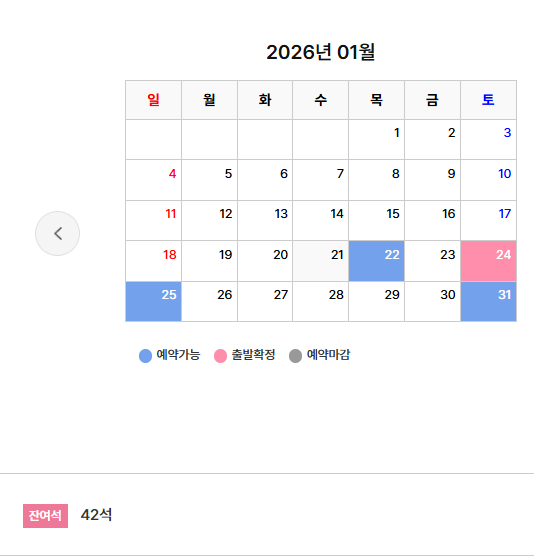 2026년 01월
일 월 화 수 목 금 토
1 2 3
4 5 6 7 8 9 10
11 12 13 14 15 16 17
18 19 20 21 22 23 24
25 26 27 28 29 30 31
예약가능 출발확정 예약마감
잔여석 42석